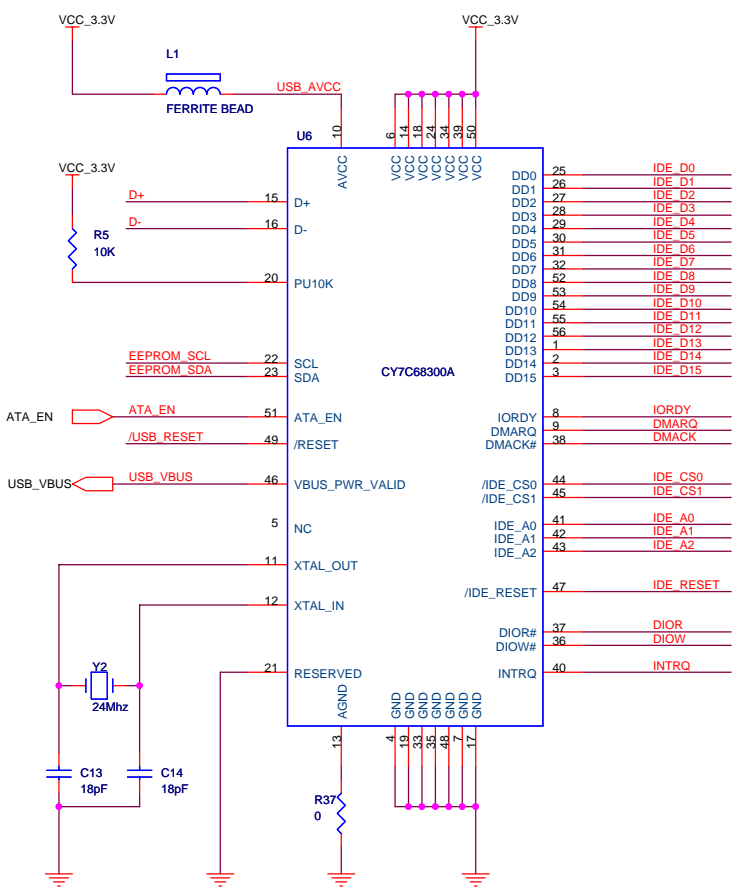 VCC_3.3V
VCC_3.3V
L1
USB_AVCC
FERRITE BEAD
U6
10
6
14
18
24
34
39
50
AVCC
VCC
VCC
VCC
VCC
VCC
VCC
VCC
VCC_3.3V
R5
10K
D+
15
D+
D-
16
D-
20
PU10K
EEPROM_SCL
22
SCL
EEPROM_SDA
23
SDA
CY7C68300A
ATA_EN
ATA_EN
51
ATA_EN
/USB_RESET
49
/RESET
USB_VBUS
USB_VBUS
46
VBUS_PWR_VALID
5
NC
11
XTAL_OUT
12
XTAL_IN
21
RESERVED
DD0
25
IDE_D0
DD1
26
IDE_D1
DD2
27
IDE_D2
DD3
28
IDE_D3
DD4
29
IDE_D4
DD5
30
IDE_D5
DD6
31
IDE_D6
DD7
32
IDE_D7
DD8
52
IDE_D8
DD9
53
IDE_D9
DD10
54
IDE_D10
DD11
55
IDE_D11
DD12
56
IDE_D12
DD13
1
IDE_D13
DD14
2
IDE_D14
DD15
3
IDE_D15
IORDY
8
IORDY
DMARQ
9
DMARQ
DMACK#
38
DMACK
/IDE_CS0
44
IDE_CS0
/IDE_CS1
45
IDE_CS1
IDE_A0
41
IDE_A0
IDE_A1
42
IDE_A1
IDE_A2
43
IDE_A2
/IDE_RESET
47
IDE_RESET
DIOR#
37
DIOR
DIOW#
36
DIOW
INTRQ
40
INTRQ
Y2
24Mhz
AGND
GND
GND
GND
GND
GND
GND
GND
13
4
19
33
35
48
7
17
C13
18pF
C14
18pF
R37
0